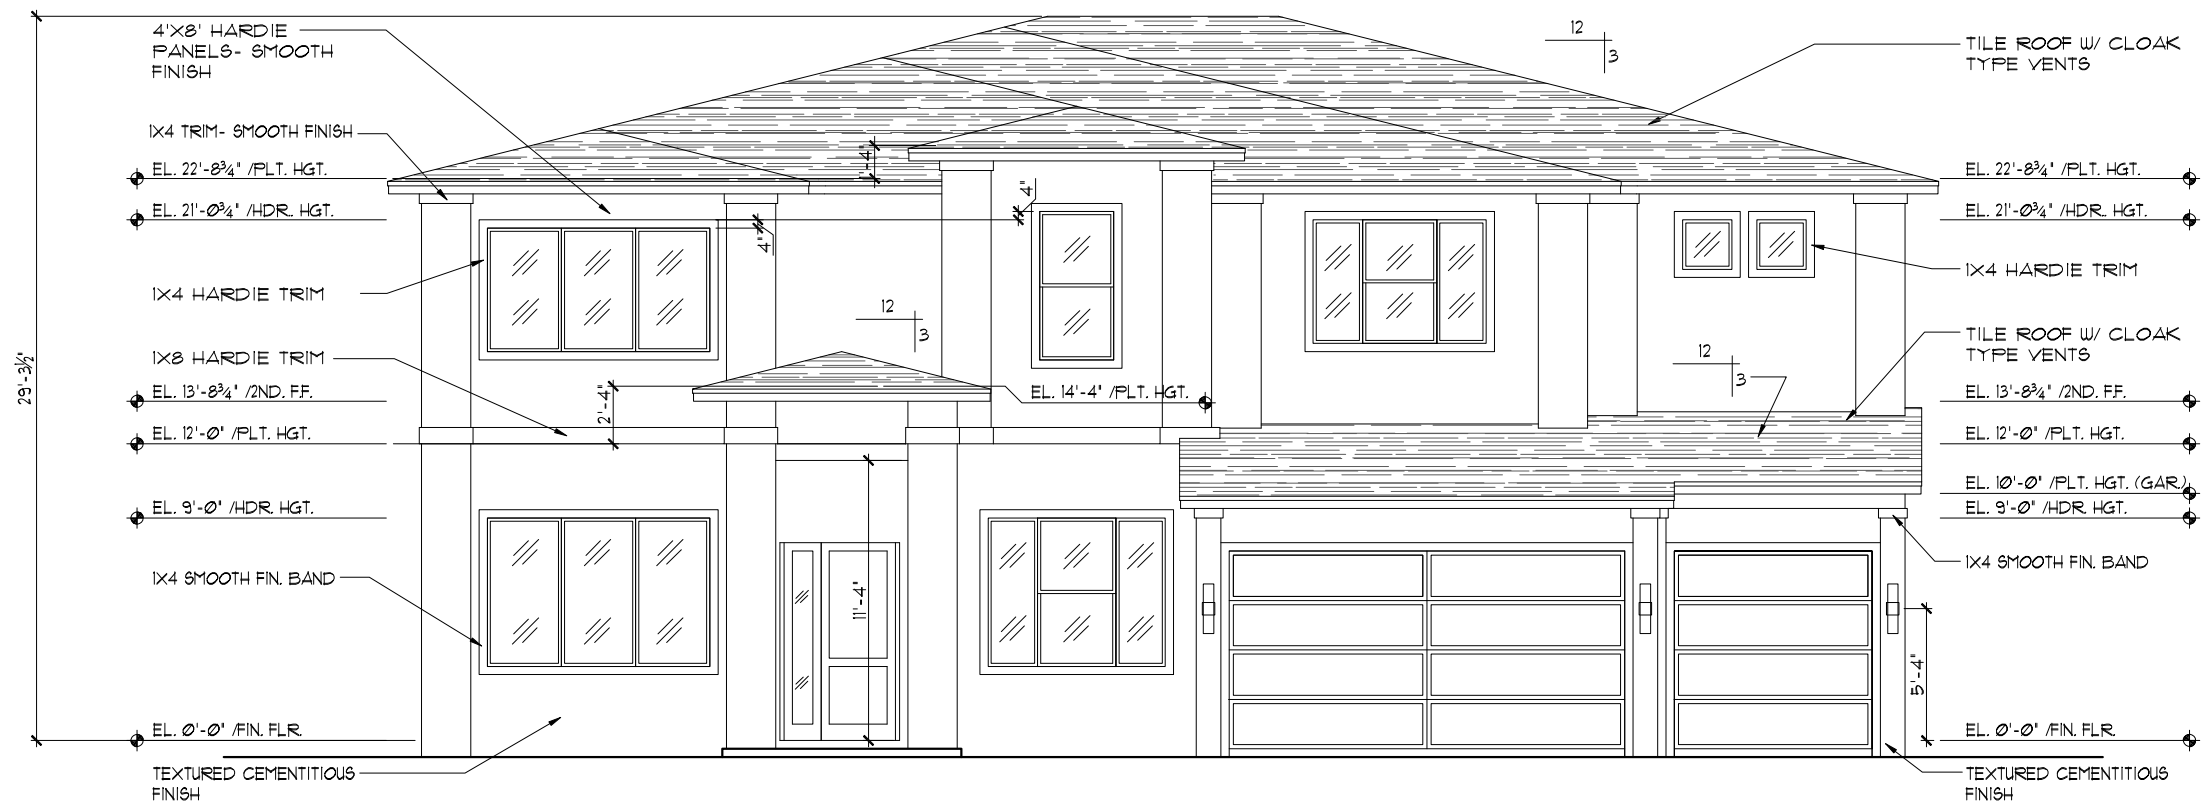 4'X8' HARDIE
PANELS- SMOOTH
FINISH
1X4 TRIM- SMOOTH FINISH
EL. 22'-8¾" /PLT. HGT.
EL. 21'-0¾" /HDR. HGT.
1X4 HARDIE TRIM
1X8 HARDIE TRIM
EL. 13'-8¾" /2ND. F.F.
EL. 12'-0" /PLT. HGT.
EL. 9'-0" /HDR. HGT.
1X4 SMOOTH FIN. BAND
EL. 0'-0" /FIN. FLR.
TEXTURED CEMENTITIOUS
FINISH
29'-3½"
1'-4"
4"
4"
12
3
2'-4"
EL. 14'-4" /PLT. HGT.
11'-4"
12
3
12
3
5'-4"
TILE ROOF W/ CLOAK
TYPE VENTS
EL. 22'-8¾" /PLT. HGT.
EL. 21'-0¾" /HDR. HGT.
1X4 HARDIE TRIM
TILE ROOF W/ CLOAK
TYPE VENTS
EL. 13'-8¾" /2ND. F.F.
EL. 12'-0" /PLT. HGT.
EL. 10'-0" /PLT. HGT. (GAR.)
EL. 9'-0" /HDR. HGT.
1X4 SMOOTH FIN. BAND
EL. 0'-0" /FIN. FLR.
TEXTURED CEMENTITIOUS
FINISH